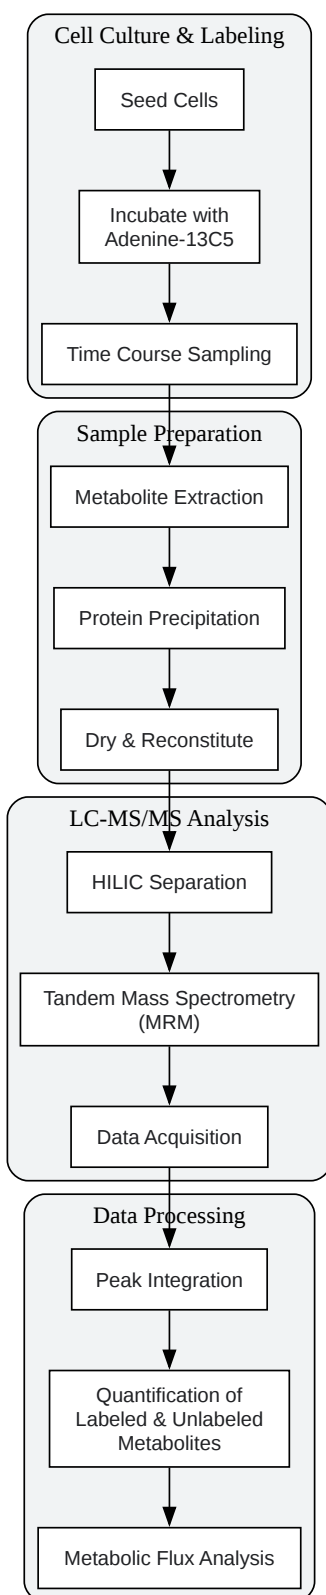 Cell Culture & Labeling
Seed Cells
Incubate with
Adenine-13C5
Time Course Sampling
Sample Preparation
Metabolite Extraction
Protein Precipitation
Dry & Reconstitute
LC-MS/MS Analysis
HILIC Separation
Tandem Mass Spectrometry
(MRM)
Data Acquisition
Data Processing
Peak Integration
Quantification of
Labeled & Unlabeled
Metabolites
Metabolic Flux Analysis